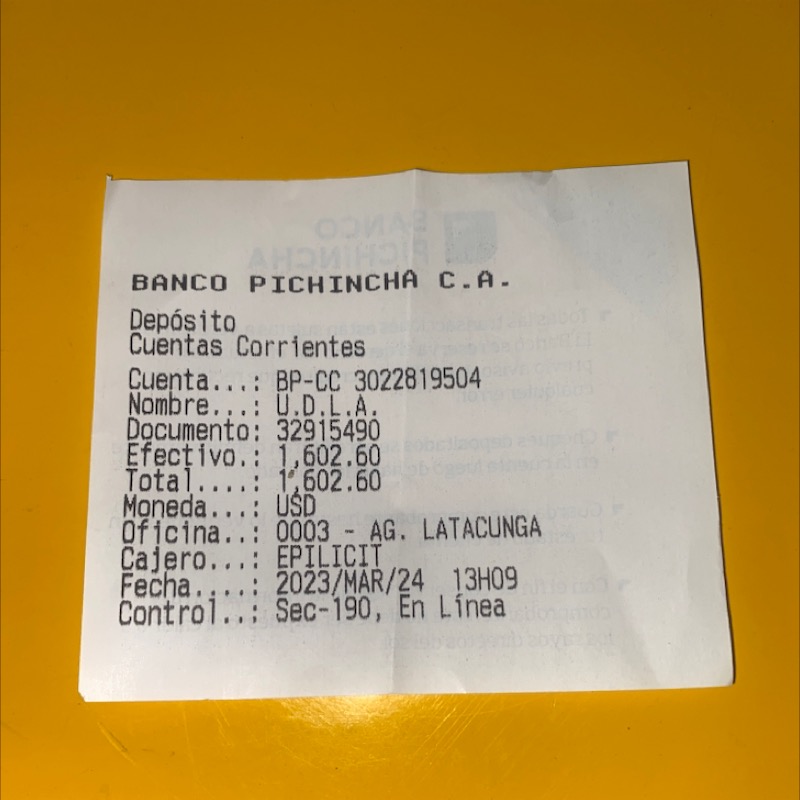 BANCO PICHINCHA C.A.
Depósito
Cuentas Corrientes
Cuenta...: BP-CC 3022819504
Nombre...: U.D.L.A.
Documento: 32915490
Efectivo.: 1,602.60
Total....: 1,602.60
Moneda...: USD
Oficina..: 0003 - AG. LATACUNGA
Cajero...: EPILICIT
Fecha....: 2023/MAR/24 13H09
Control..: Sec-190, En Línea